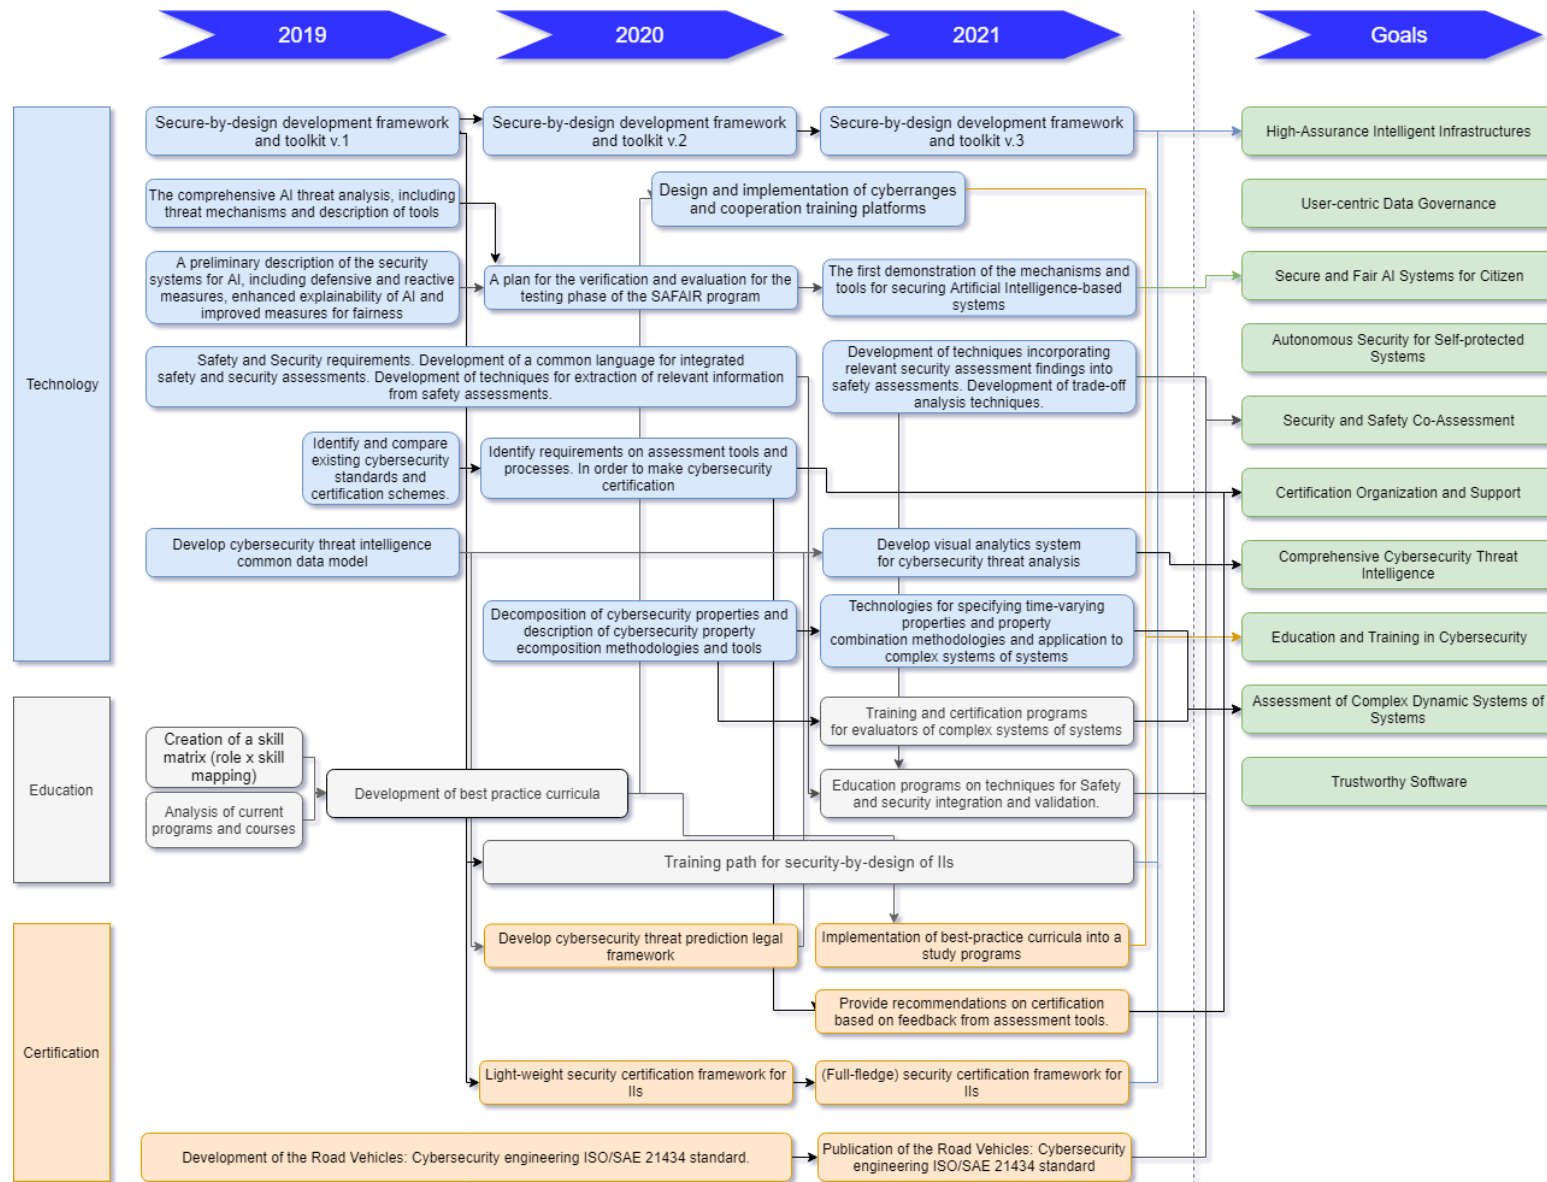 2019
2020
2021
Goals
Technology
Secure-by-design development framework
and toolkit v.1
Secure-by-design development framework
and toolkit v.2
Secure-by-design development framework
and toolkit v.3
High-Assurance Intelligent Infrastructures
The comprehensive AI threat analysis, including
threat mechanisms and description of tools
Design and implementation of cyberranges
and cooperation training platforms
User-centric Data Governance
A preliminary description of the security
systems for AI, including defensive and reactive
measures, enhanced explainability of AI and
improved measures for fairness
A plan for the verification and evaluation for the
testing phase of the SAFAIR program
The first demonstration of the mechanisms and
tools for securing Artificial Intelligence-based
systems
Secure and Fair AI Systems for Citizen
Autonomous Security for Self-protected
Systems
Safety and Security requirements. Development of a common language for integrated
safety and security assessments. Development of techniques for extraction of relevant information
from safety assessments.
Development of techniques incorporating
relevant security assessment findings into
safety assessments. Development of trade-off
analysis techniques.
Security and Safety Co-Assessment
Identify and compare
existing cybersecurity
standards and
certification schemes.
Identify requirements on assessment tools and
processes. In order to make cybersecurity
certification
Certification Organization and Support
Develop cybersecurity threat intelligence
common data model
Develop visual analytics system
for cybersecurity threat analysis
Comprehensive Cybersecurity Threat
Intelligence
Decomposition of cybersecurity properties and
description of cybersecurity property
ecomposition methodologies and tools
Technologies for specifying time-varying
properties and property
combination methodologies and application to
complex systems of systems
Education and Training in Cybersecurity
Education
Training and certification programs
for evaluators of complex systems of systems
Assessment of Complex Dynamic Systems of
Systems
Creation of a skill
matrix (role x skill
mapping)
Analysis of current
programs and courses
Development of best practice curricula
Education programs on techniques for Safety
and security integration and validation.
Trustworthy Software
Training path for security-by-design of IIs
Certification
Develop cybersecurity threat prediction legal
framework
Implementation of best-practice curricula into a
study programs
Provide recommendations on certification
based on feedback from assessment tools.
Light-weight security certification framework for
IIs
(Full-fledge) security certification framework for
IIs
Development of the Road Vehicles: Cybersecurity engineering ISO/SAE 21434 standard.
Publication of the Road Vehicles: Cybersecurity
engineering ISO/SAE 21434 standard